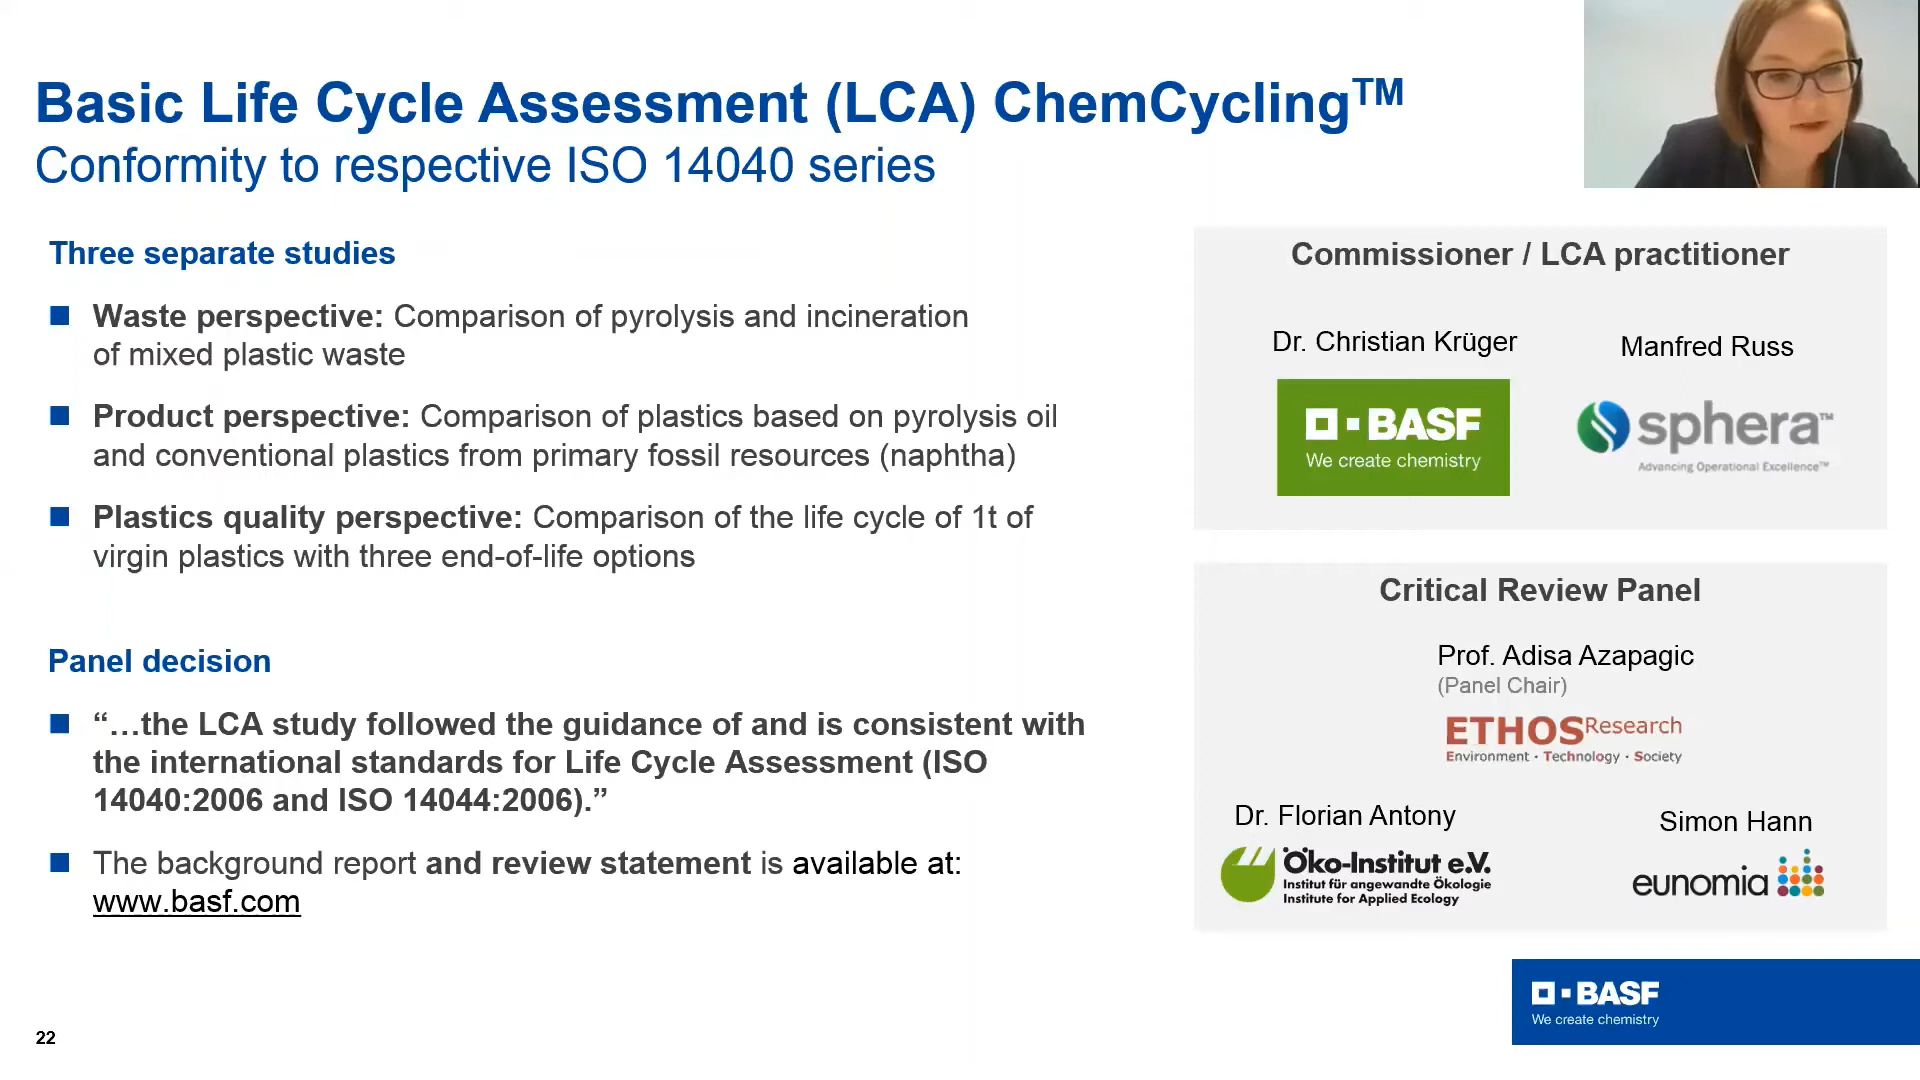 Basic Life Cycle Assessment (LCA) ChemCycling™
Conformity to respective ISO 14040 series
Three separate studies
Waste perspective: Comparison of pyrolysis and incineration
of mixed plastic waste
Product perspective: Comparison of plastics based on pyrolysis oil
and conventional plastics from primary fossil resources (naphtha)
Plastics quality perspective: Comparison of the life cycle of 1t of
virgin plastics with three end-of-life options
Panel decision
“…the LCA study followed the guidance of and is consistent with
the international standards for Life Cycle Assessment (ISO
14040:2006 and ISO 14044:2006).”
The background report and review statement is available at:
www.basf.com
Commissioner / LCA practitioner
Dr. Christian Krüger
BASF
We create chemistry
Manfred Russ
sphera™
Advancing Operational Excellence™
Critical Review Panel
Prof. Adisa Azapagic
(Panel Chair)
ETHOS Research
Environment · Technology · Society
Dr. Florian Antony
Öko-Institut e.V.
Institut für angewandte Ökologie
Institute for Applied Ecology
Simon Hann
eunomia
BASF
We create chemistry
22